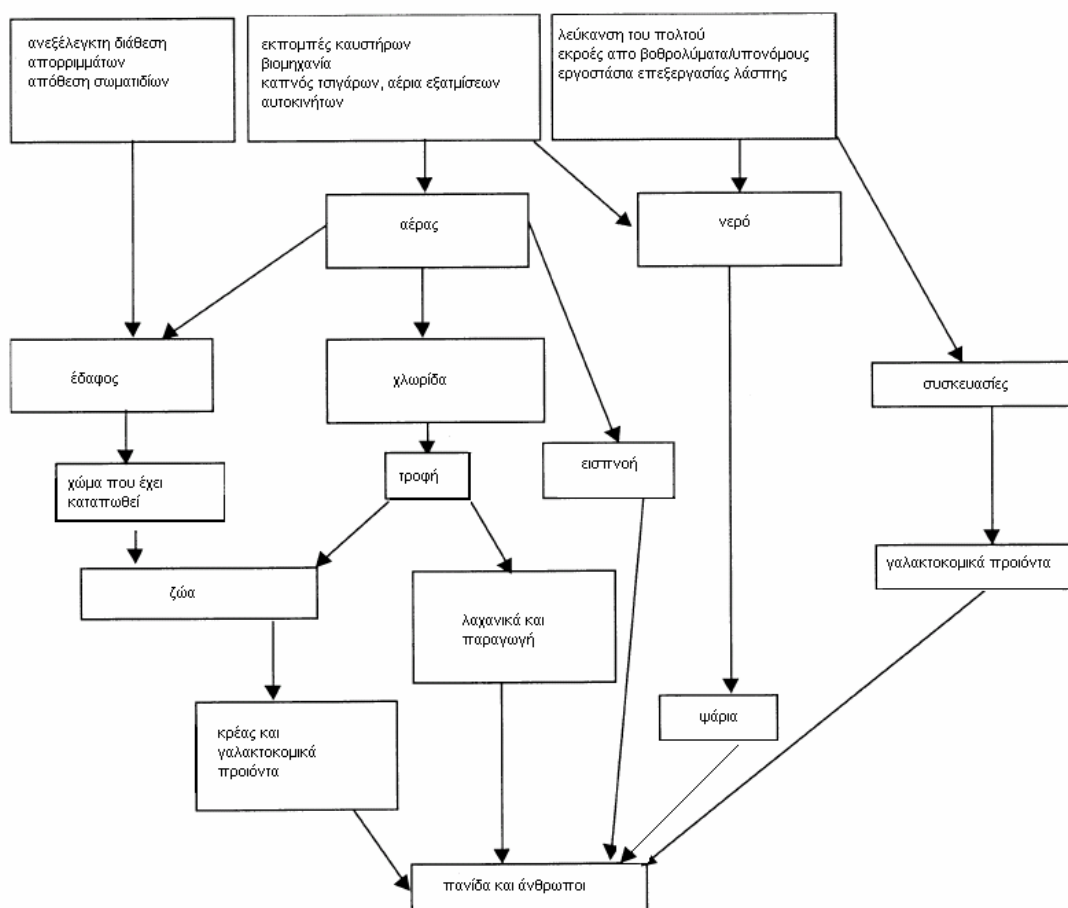 ανεξέλεγκτη διάθεση
απορριμμάτων
απόθεση σωματιδίων
εκπομπές καυστήρων
βιομηχανία
καπνός τσιγάρων, αέρια εξατμίσεων
αυτοκινήτων
λεύκανση του πολτού
εκροές απο βοθρολύματα/υπονόμους
εργοστάσια επεξεργασίας λάσπης
αέρας
νερό
έδαφος
χλωρίδα
συσκευασίες
χώμα που έχει
καταπωθεί
τροφή
εισπνοή
ζώα
λαχανικά και
παραγωγή
γαλακτοκομικά προιόντα
κρέας και
γαλακτοκομικά
προιόντα
ψάρια
πανίδα και άνθρωποι